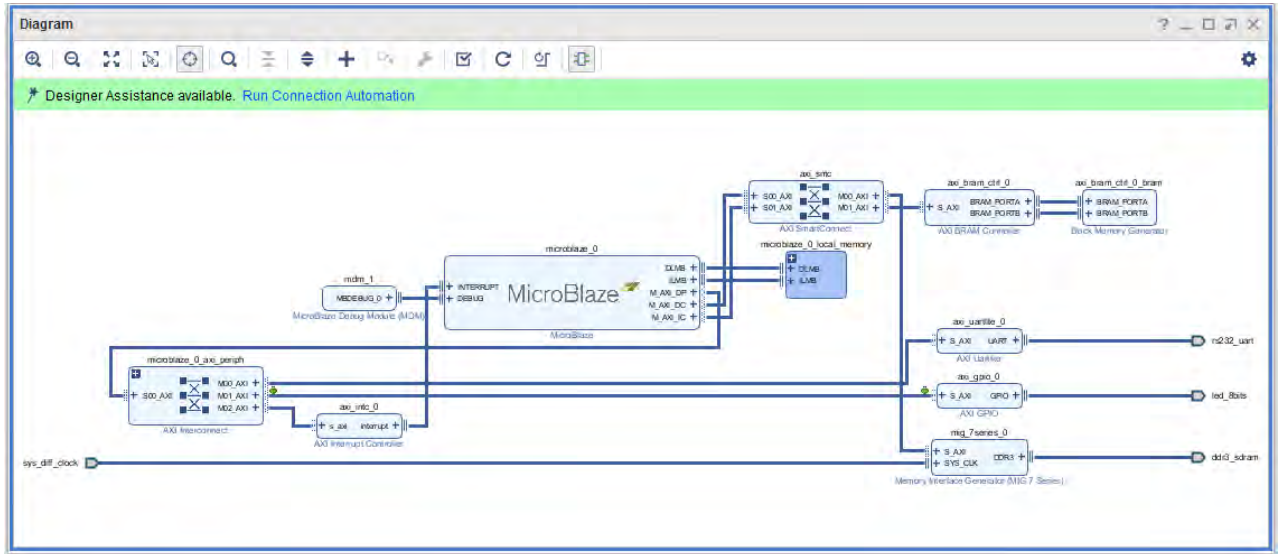 Diagram
Designer Assistance available. Run Connection Automation
axi_smc
S00_AXI M00_AXI
S01_AXI M01_AXI
AXI SmartConnect
axi_bram_ctrl_0
S_AXI BRAM_PORTA
BRAM_PORTB
AXI BRAM Controller
axi_bram_ctrl_0_bram
BRAM_PORTA
BRAM_PORTB
Block Memory Generator
microblaze_0
INTERRUPT
DEBUG
MicroBlaze
DLMB
ILMB
M_AXI_DP
M_AXI_DC
M_AXI_IC
MicroBlaze
microblaze_0_local_memory
DLMB
ILMB
mdm_1
MBDEBUG_0
MicroBlaze Debug Module (MDM)
axi_uartlite_0
S_AXI UART
AXI Uartlite
rs232_uart
microblaze_0_axi_periph
S00_AXI M00_AXI
M01_AXI
M02_AXI
AXI Interconnect
axi_gpio_0
S_AXI GPIO
AXI GPIO
led_8bits
axi_intc_0
s_axi interrupt
AXI Interrupt Controller
mig_7series_0
S_AXI DDR3
SYS_CLK
Memory Interface Generator (MIG 7 Series)
ddr3_sdram
sys_diff_clock